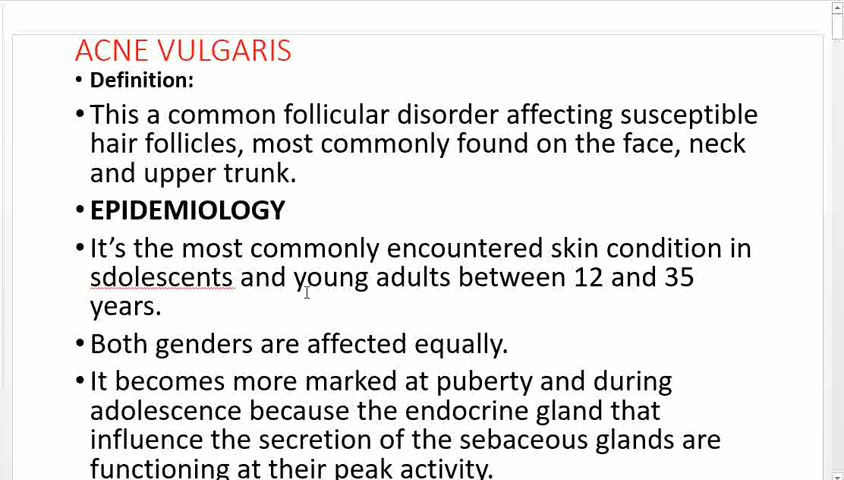 ACNE VULGARIS
• Definition:
• This a common follicular disorder affecting susceptible
hair follicles, most commonly found on the face, neck
and upper trunk.
• EPIDEMIOLOGY
• It’s the most commonly encountered skin condition in
sdolescents and young adults between 12 and 35
years.
• Both genders are affected equally.
• It becomes more marked at puberty and during
adolescence because the endocrine gland that
influence the secretion of the sebaceous glands are
functioning at their peak activity.